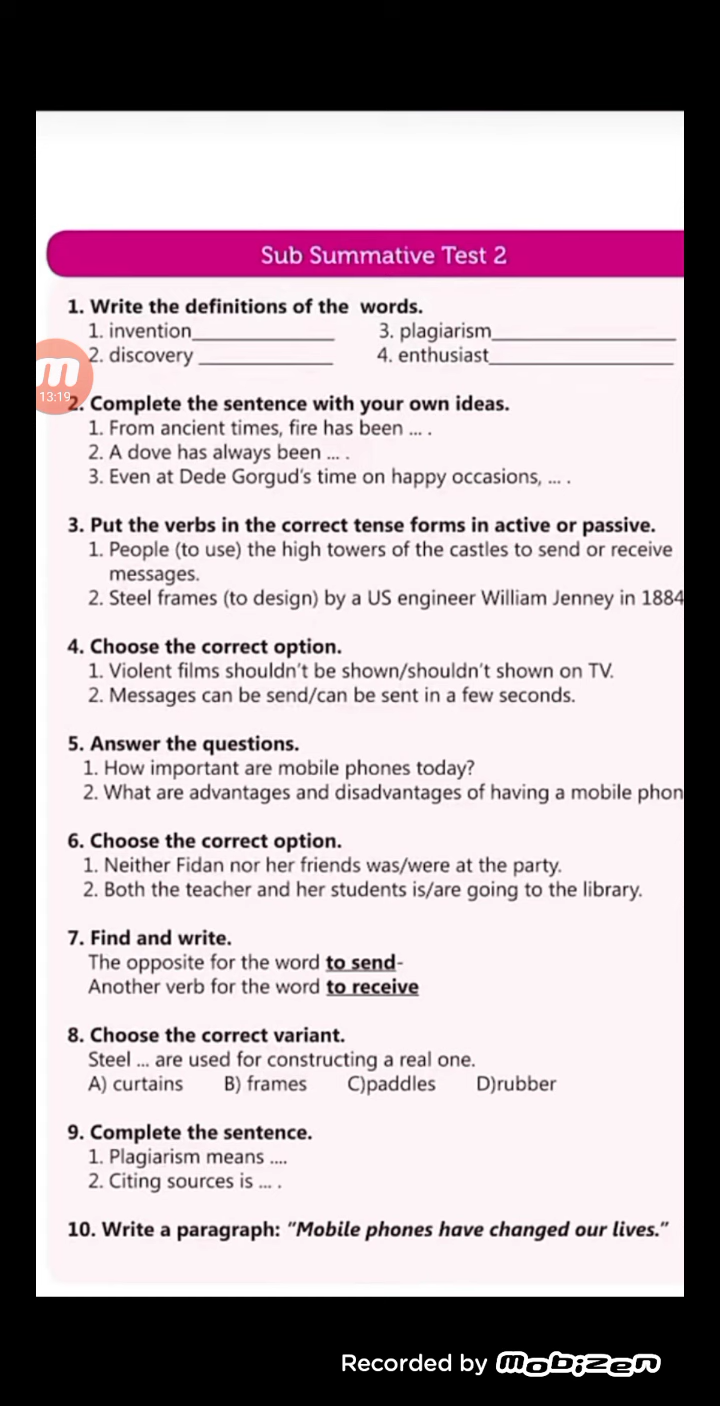 Sub Summative Test 2
1. Write the definitions of the words.
1. invention______________ 3. plagiarism__________________
2. discovery _____________ 4. enthusiast__________________
13:19
2. Complete the sentence with your own ideas.
1. From ancient times, fire has been ... .
2. A dove has always been ... .
3. Even at Dede Gorgud's time on happy occasions, ... .
3. Put the verbs in the correct tense forms in active or passive.
1. People (to use) the high towers of the castles to send or receive
messages.
2. Steel frames (to design) by a US engineer William Jenney in 1884
4. Choose the correct option.
1. Violent films shouldn't be shown/shouldn't shown on TV.
2. Messages can be send/can be sent in a few seconds.
5. Answer the questions.
1. How important are mobile phones today?
2. What are advantages and disadvantages of having a mobile phon
6. Choose the correct option.
1. Neither Fidan nor her friends was/were at the party.
2. Both the teacher and her students is/are going to the library.
7. Find and write.
The opposite for the word to send-
Another verb for the word to receive
8. Choose the correct variant.
Steel ... are used for constructing a real one.
A) curtains B) frames C)paddles D)rubber
9. Complete the sentence.
1. Plagiarism means ....
2. Citing sources is ... .
10. Write a paragraph: "Mobile phones have changed our lives."
Recorded by mobizen